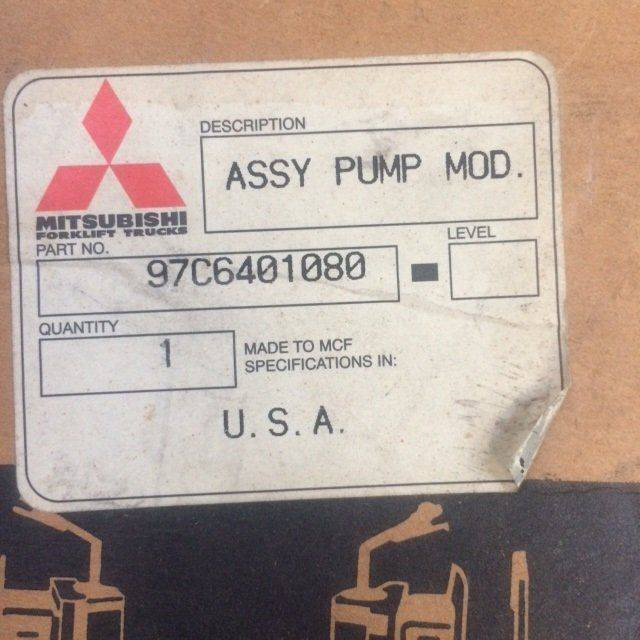 DESCRIPTION
ASSY PUMP MOD.
MITSUBISHI
FORKLIFT TRUCKS
PART NO.
LEVEL
97C6401080 -
QUANTITY
1
MADE TO MCF
SPECIFICATIONS IN:
U.S.A.